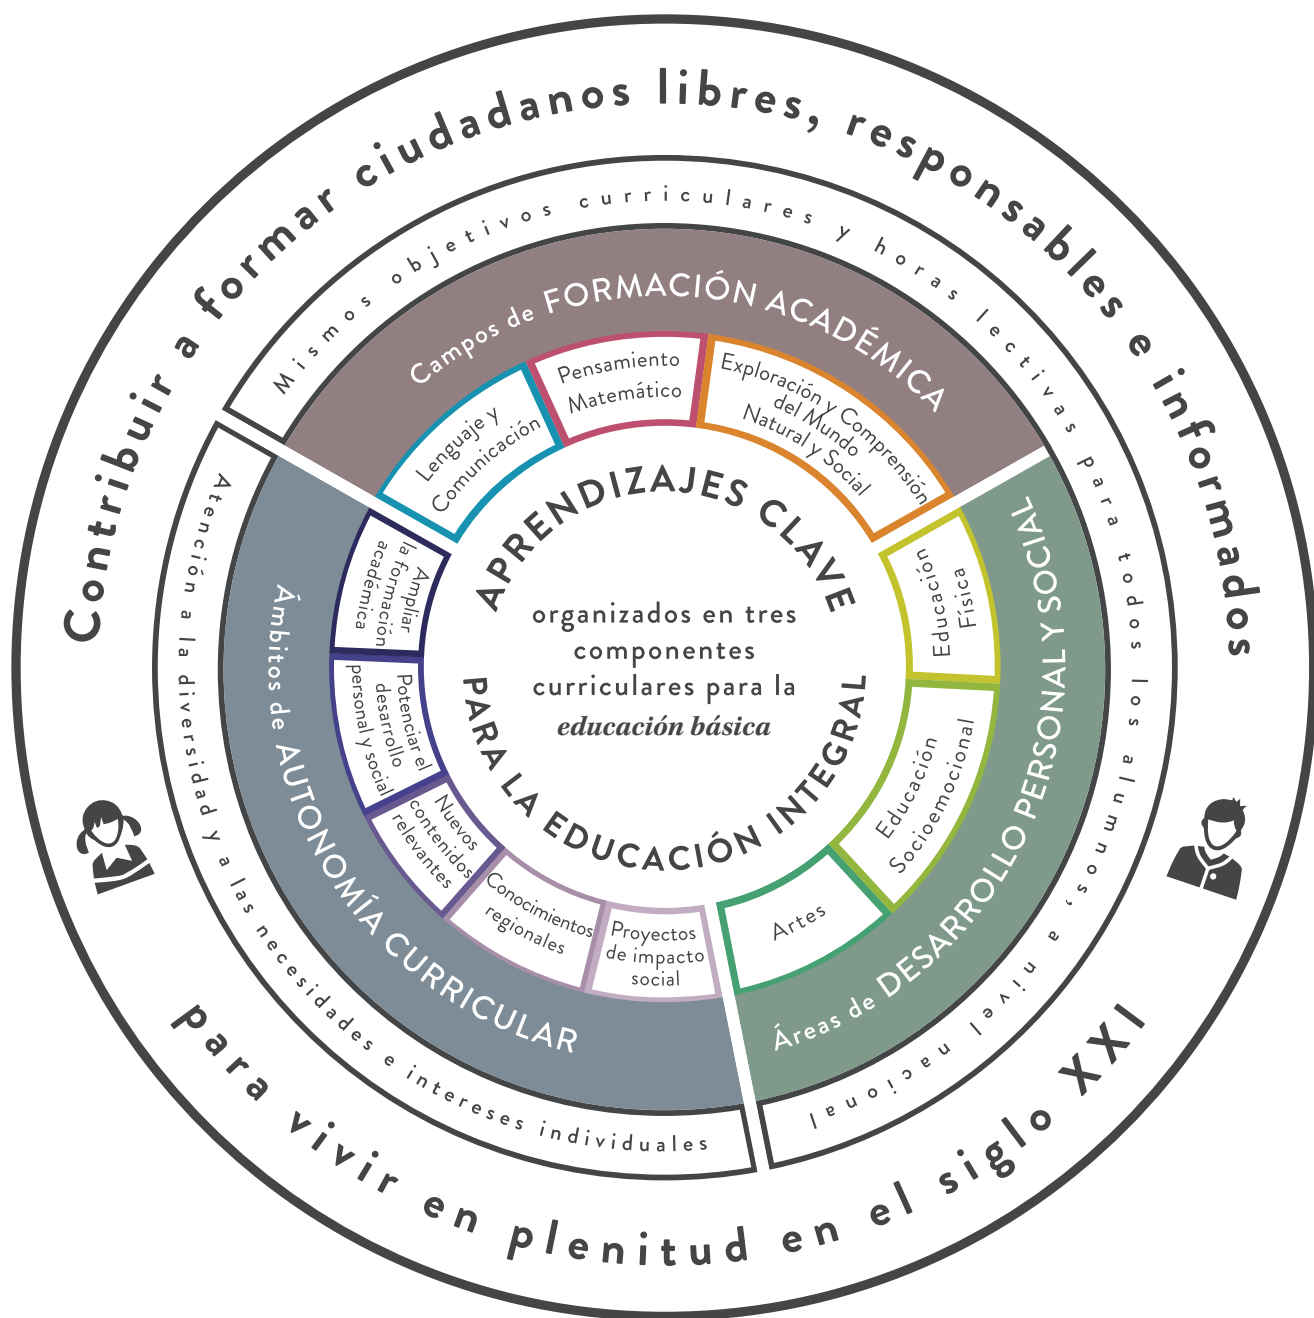 Contribuir a formar ciudadanos libres, responsables e informados
para vivir en plenitud en el siglo XXI
Mismos objetivos curriculares y horas lectivas para todos los alumnos, a nivel nacional
Atención a la diversidad y a las necesidades e intereses individuales
Campos de FORMACIÓN ACADÉMICA
Lenguaje y
Comunicación
Pensamiento
Matemático
Exploración y Comprensión
del Mundo
Natural y Social
Áreas de DESARROLLO PERSONAL Y SOCIAL
Educación
Física
Educación
Socioemocional
Artes
Ámbitos de AUTONOMÍA CURRICULAR
Ampliar
la formación
académica
Potenciar el
desarrollo
personal y social
Nuevos
contenidos
relevantes
Conocimientos
regionales
Proyectos
de impacto
social
APRENDIZAJES CLAVE
PARA LA EDUCACIÓN INTEGRAL
organizados en tres
componentes
curriculares para la
educación básica